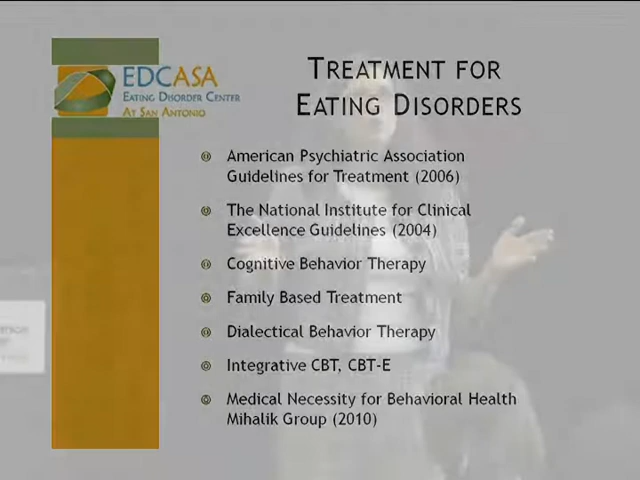 EDCASA
EATING DISORDER CENTER
AT SAN ANTONIO
TREATMENT FOR
EATING DISORDERS
American Psychiatric Association
Guidelines for Treatment (2006)
The National Institute for Clinical
Excellence Guidelines (2004)
Cognitive Behavior Therapy
Family Based Treatment
Dialectical Behavior Therapy
Integrative CBT, CBT-E
Medical Necessity for Behavioral Health
Mihalik Group (2010)